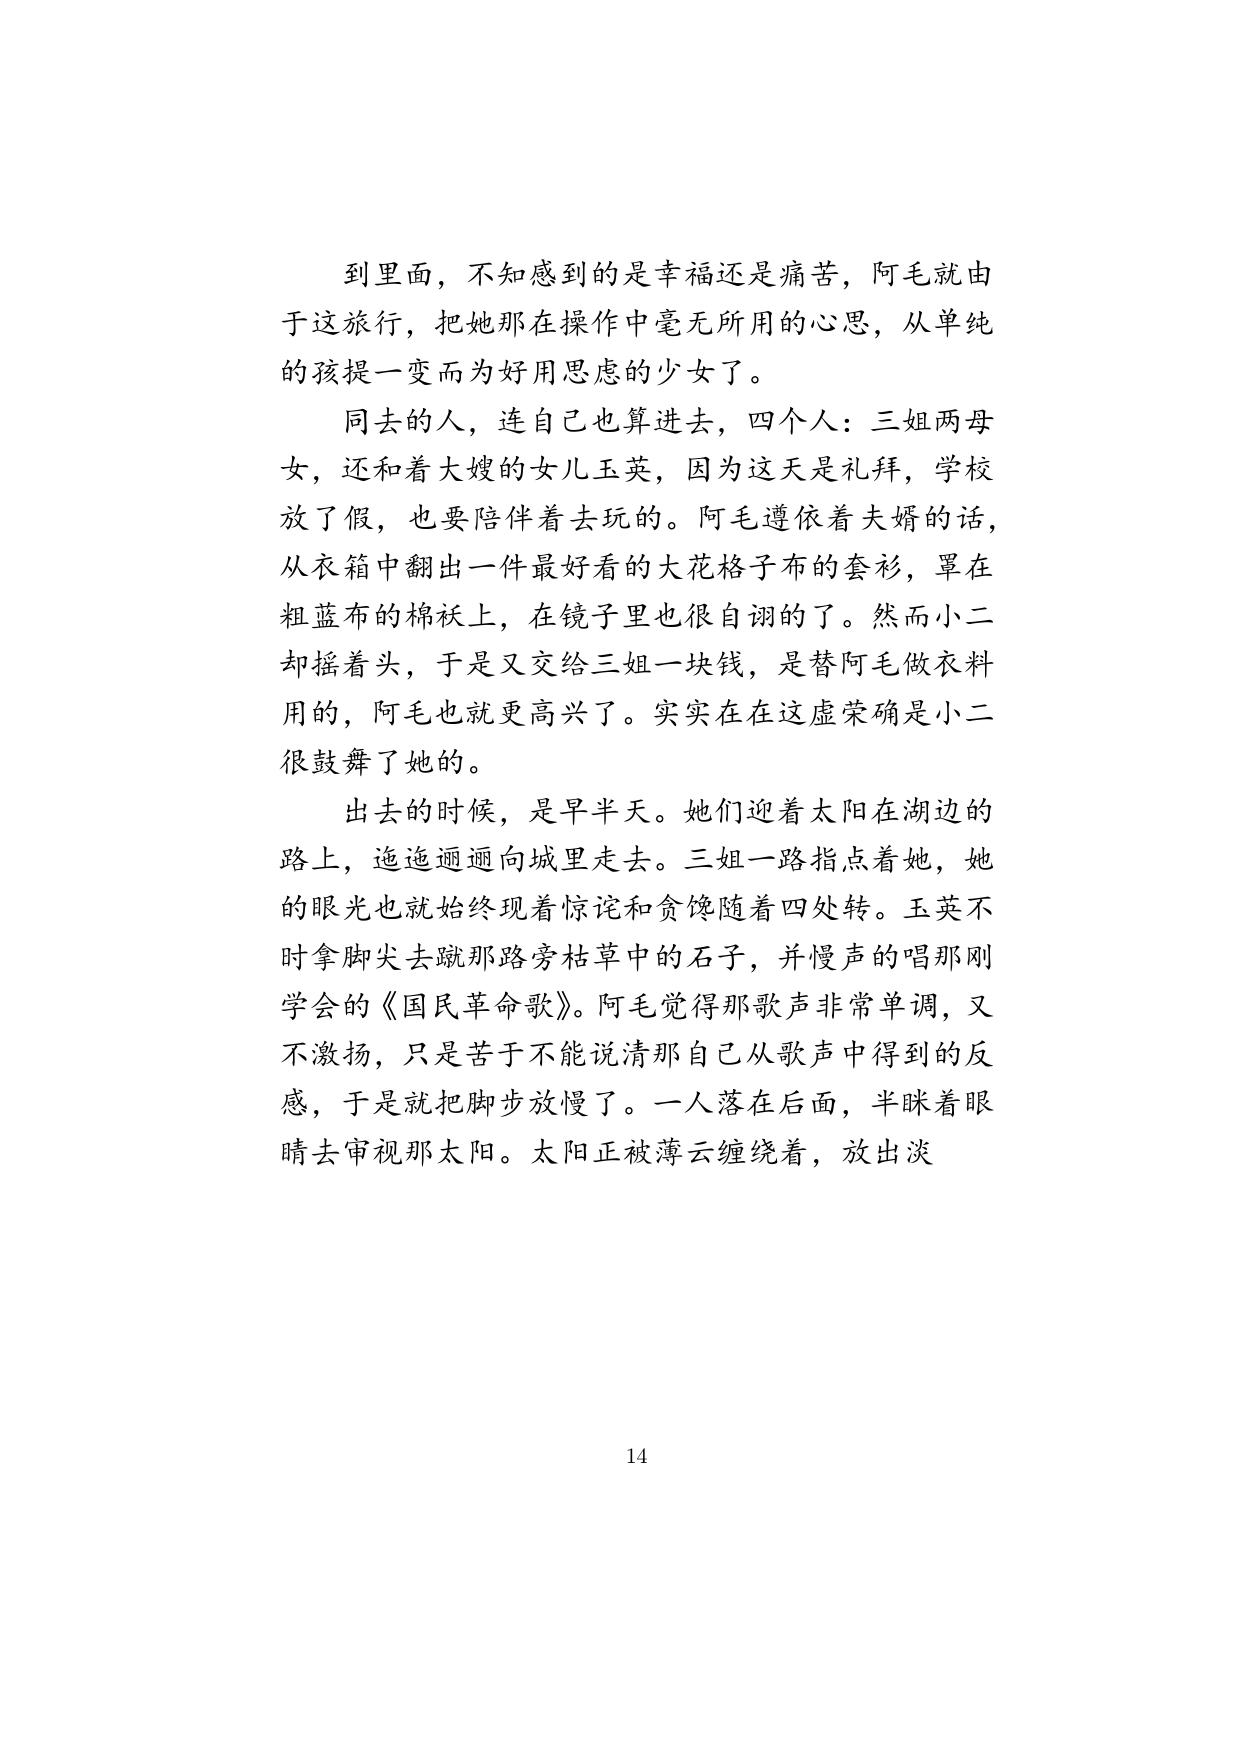 到里面，不知感到的是幸福还是痛苦，阿毛就由
于这旅行，把她那在操作中毫无所用的心思，从单纯
的孩提一变而为好用思虑的少女了。
同去的人，连自己也算进去，四个人：三姐两母
女，还和着大嫂的女儿玉英，因为这天是礼拜，学校
放了假，也要陪伴着去玩的。阿毛遵依着夫婿的话，
从衣箱中翻出一件最好看的大花格子布的套衫，罩在
粗蓝布的棉袄上，在镜子里也很自诩的了。然而小二
却摇着头，于是又交给三姐一块钱，是替阿毛做衣料
用的，阿毛也就更高兴了。实实在在这虚荣确是小二
很鼓舞了她的。
出去的时候，是早半天。她们迎着太阳在湖边的
路上，迤迤逦逦向城里走去。三姐一路指点着她，她
的眼光也就始终现着惊诧和贪馋随着四处转。玉英不
时拿脚尖去蹴那路旁枯草中的石子，并慢声的唱那刚
学会的《国民革命歌》。阿毛觉得那歌声非常单调，又
不激扬，只是苦于不能说清那自己从歌声中得到的反
感，于是就把脚步放慢了。一人落在后面，半眯着眼
睛去审视那太阳。太阳正被薄云缠绕着，放出淡
14